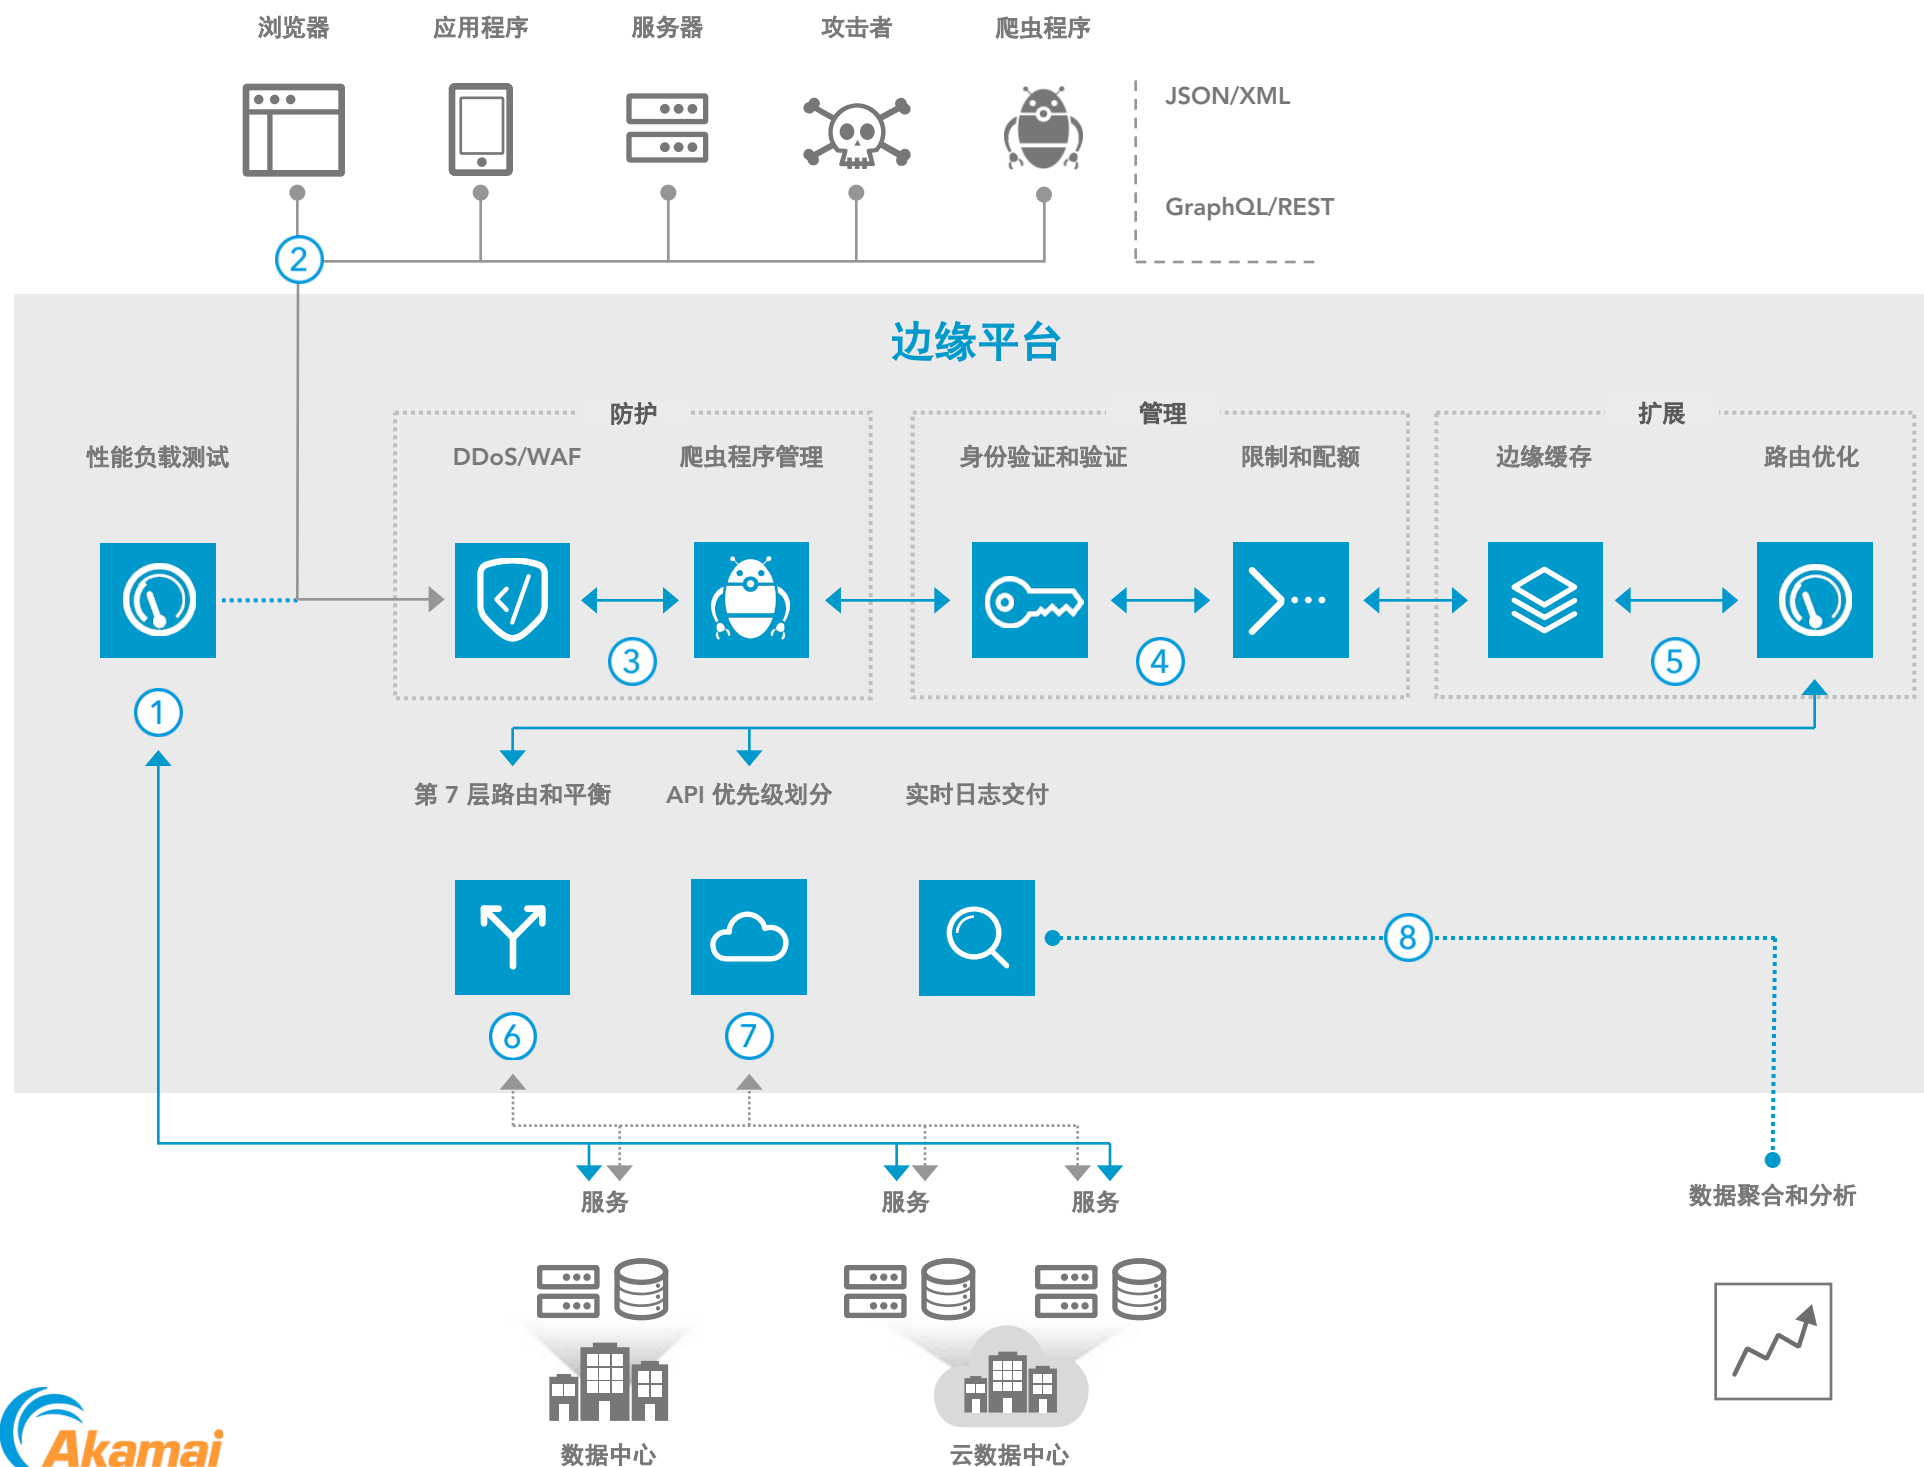 浏览器
应用程序
服务器
攻击者
爬虫程序
JSON/XML
GraphQL/REST
2
边缘平台
防护
管理
扩展
性能负载测试
DDoS/WAF
爬虫程序管理
身份验证和验证
限制和配额
边缘缓存
路由优化
3
4
5
1
第 7 层路由和平衡
API 优先级划分
实时日志交付
8
6
7
服务
服务
服务
数据聚合和分析
数据中心
云数据中心
Akamai